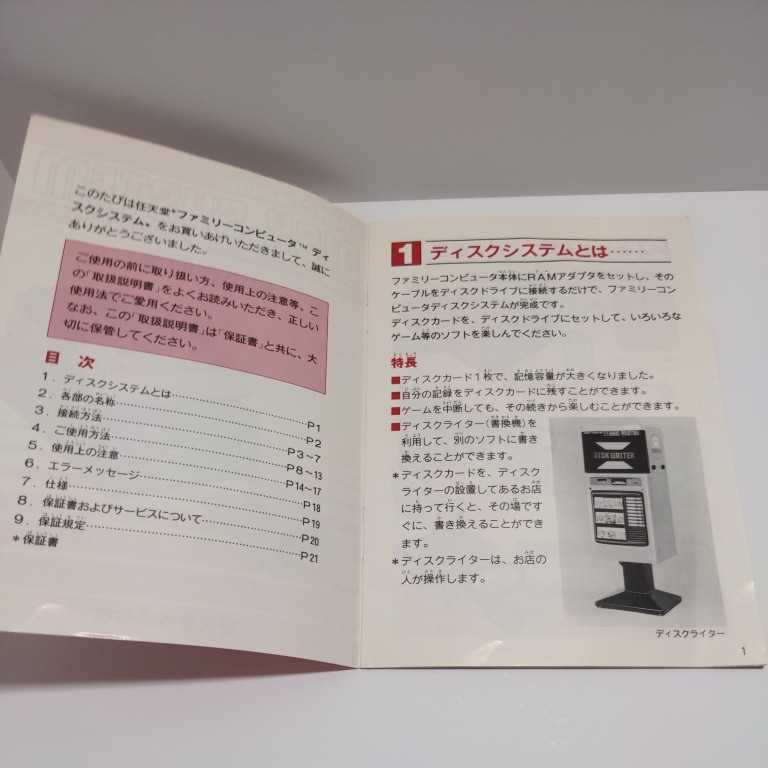 このたびは任天堂"ファミリーコンピュータ™ ディ
スクシステム"をお買いあげいただきまして、誠に
ありがとうございました。
ご使用の前に取り扱い方、使用上の注意等、こ
の「取扱説明書」をよくお読みいただき、正しい
使用法でご愛用ください。
なお、この「取扱説明書」は「保証書」と共に、大
切に保管してください。
目 次
1．ディスクシステムとは……………P1
2．各部の名称……………P2
3．接続方法……………P3～7
4．ご使用方法……………P8～13
5．使用上の注意……………P14～17
6．エラーメッセージ……………P18
7．仕様……………P19
8．保証書およびサービスについて……………P20
9．保証規定……………P21
＊保証書
1 ディスクシステムとは……
ファミリーコンピュータ本体にRAMアダプタをセットし、その
ケーブルをディスクドライブに接続するだけで、ファミリーコン
ピュータディスクシステムが完成です。
ディスクカードを、ディスクドライブにセットして、いろいろな
ゲーム等のソフトを楽しんでください。
特長
■ディスクカード1枚で、記憶容量が大きくなりました。
■自分の記録をディスクカードに残すことができます。
■ゲームを中断しても、その続きから楽しむことができます。
■ディスクライター（書換機）を
利用して、別のソフトに書き
換えることができます。
＊ディスクカードを、ディスク
ライターの設置してあるお店
に持って行くと、その場です
ぐに、書き換えることができ
ます。
＊ディスクライターは、お店の
人が操作します。
DISK WRITER
ディスクライター
1